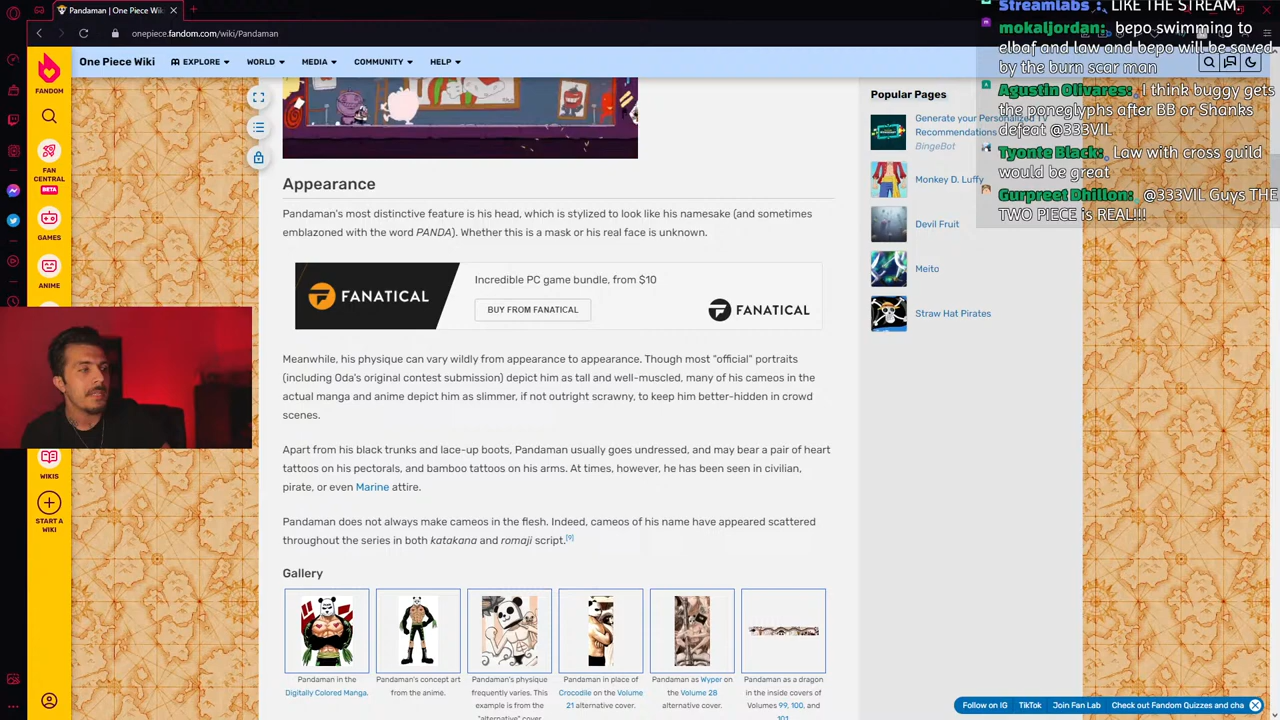 Pandaman | One Piece Wiki
onepiece.fandom.com/wiki/Pandaman
One Piece Wiki
EXPLORE
WORLD
MEDIA
COMMUNITY
HELP
FANDOM
FAN
CENTRAL
BETA
GAMES
ANIME
WIKIS
START A
WIKI
Appearance
Pandaman's most distinctive feature is his head, which is stylized to look like his namesake (and sometimes
emblazoned with the word PANDA). Whether this is a mask or his real face is unknown.
FANATICAL
Incredible PC game bundle, from $10
BUY FROM FANATICAL
FANATICAL
Meanwhile, his physique can vary wildly from appearance to appearance. Though most "official" portraits
(including Oda's original contest submission) depict him as tall and well-muscled, many of his cameos in the
actual manga and anime depict him as slimmer, if not outright scrawny, to keep him better-hidden in crowd
scenes.
Apart from his black trunks and lace-up boots, Pandaman usually goes undressed, and may bear a pair of heart
tattoos on his pectorals, and bamboo tattoos on his arms. At times, however, he has been seen in civilian,
pirate, or even Marine attire.
Pandaman does not always make cameos in the flesh. Indeed, cameos of his name have appeared scattered
throughout the series in both katakana and romaji script.[9]
Gallery
Pandaman in the
Digitally Colored Manga.
Pandaman's concept art
from the anime.
Pandaman's physique
frequently varies. This
example is from the
"alternative" cover
Pandaman in place of
Crocodile on the Volume
21 alternative cover.
Pandaman as Wyper on
the Volume 28
alternative cover.
Pandaman as a dragon
in the inside covers of
Volumes 99, 100, and
101
Popular Pages
Generate your Personalized TV
Recommendations
BingeBot
Monkey D. Luffy
Devil Fruit
Meito
Straw Hat Pirates
Streamlabs: LIKE THE STREAM.
mokaljordan: bepo swimming to
elbaf and law and bepo will be saved
by the burn scar man
Agustin Olivares: I think buggy gets
the poneglyphs after BB or Shanks
defeat @333VIL
Tyonte Black: Law with cross guild
would be great
Gurpreet Dhillon: @333VIL Guys THE
TWO PIECE is REAL!!!
Follow on IG
TikTok
Join Fan Lab
Check out Fandom Quizzes and cha